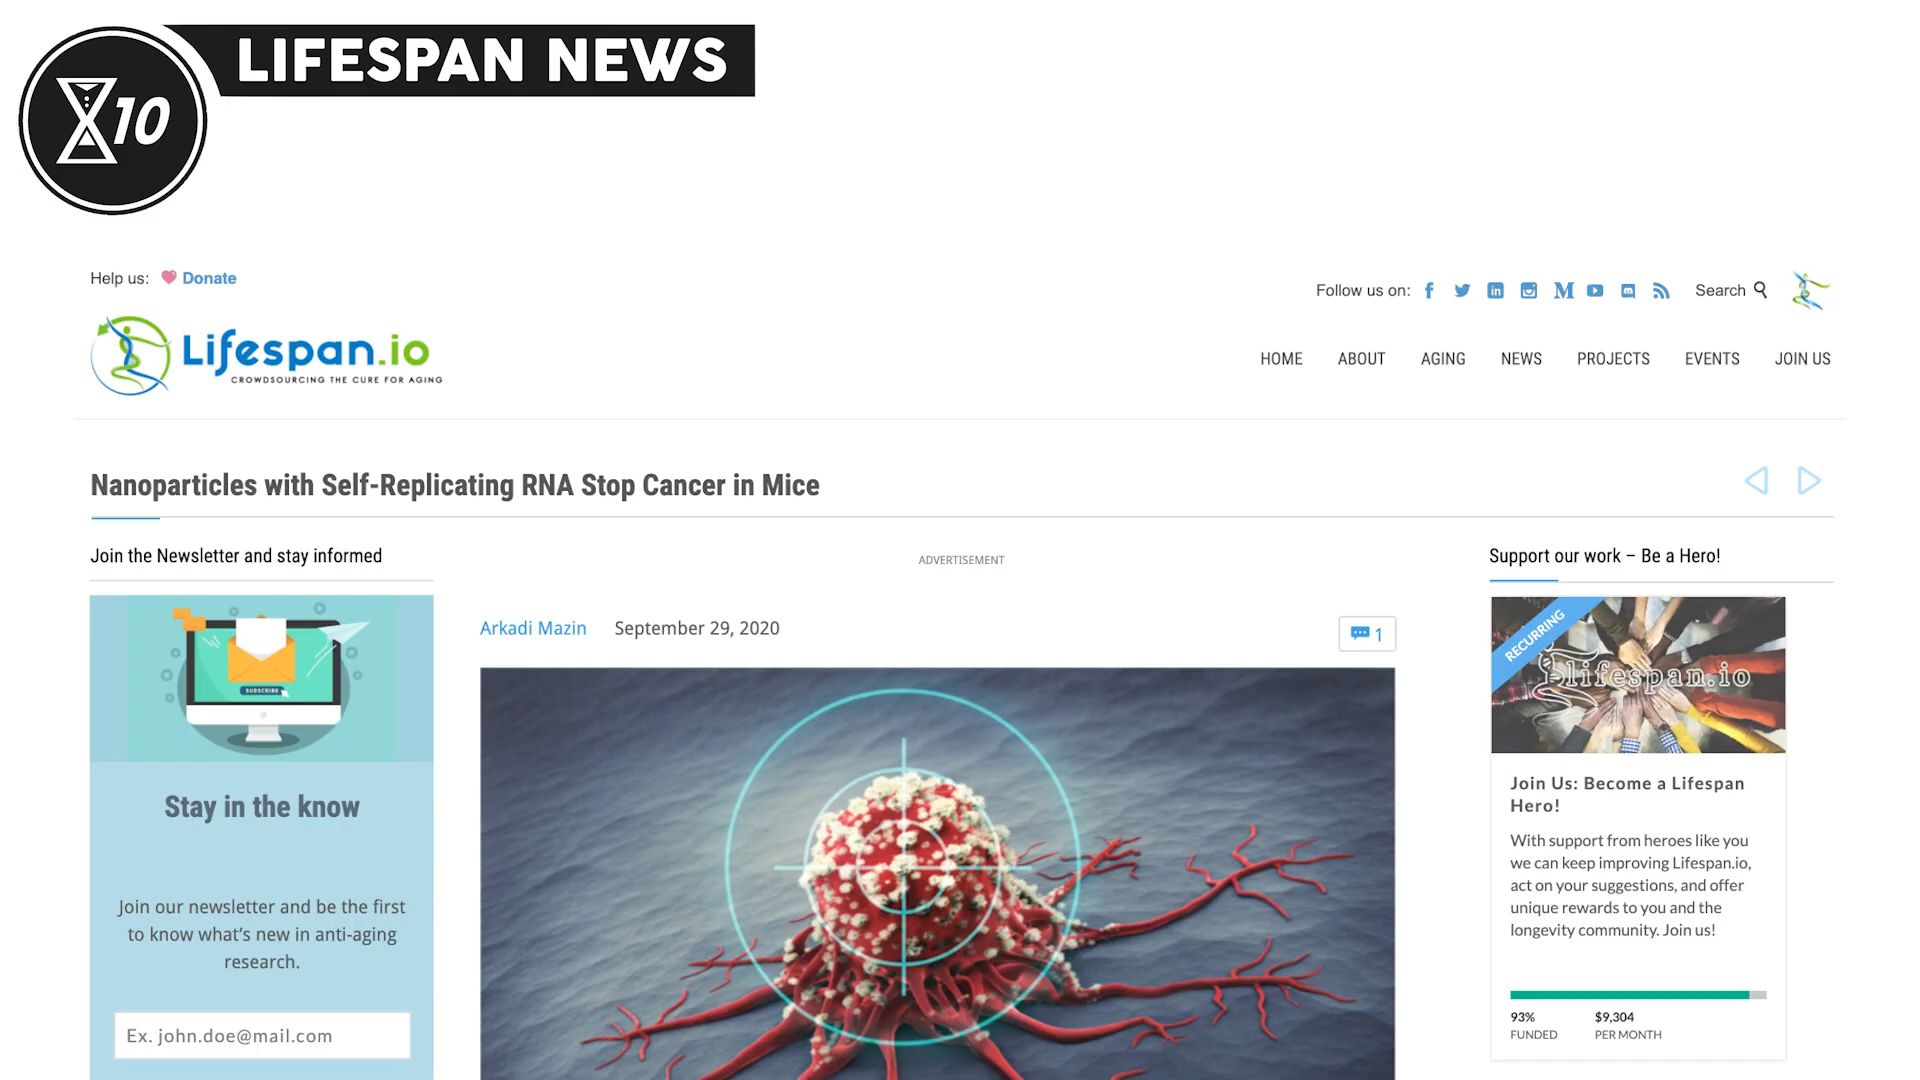 LIFESPAN NEWS
10
Help us: Donate
Follow us on:
Search
Lifespan.io
CROWDSOURCING THE CURE FOR AGING
HOME ABOUT AGING NEWS PROJECTS EVENTS JOIN US
Nanoparticles with Self-Replicating RNA Stop Cancer in Mice
Join the Newsletter and stay informed
SUBSCRIBE
Stay in the know
Join our newsletter and be the first
to know what's new in anti-aging
research.
Ex. john.doe@mail.com
ADVERTISEMENT
Arkadi Mazin September 29, 2020
1
Support our work – Be a Hero!
RECURRING
lifespan.io
Join Us: Become a Lifespan
Hero!
With support from heroes like you
we can keep improving Lifespan.io,
act on your suggestions, and offer
unique rewards to you and the
longevity community. Join us!
93% $9,304
FUNDED PER MONTH